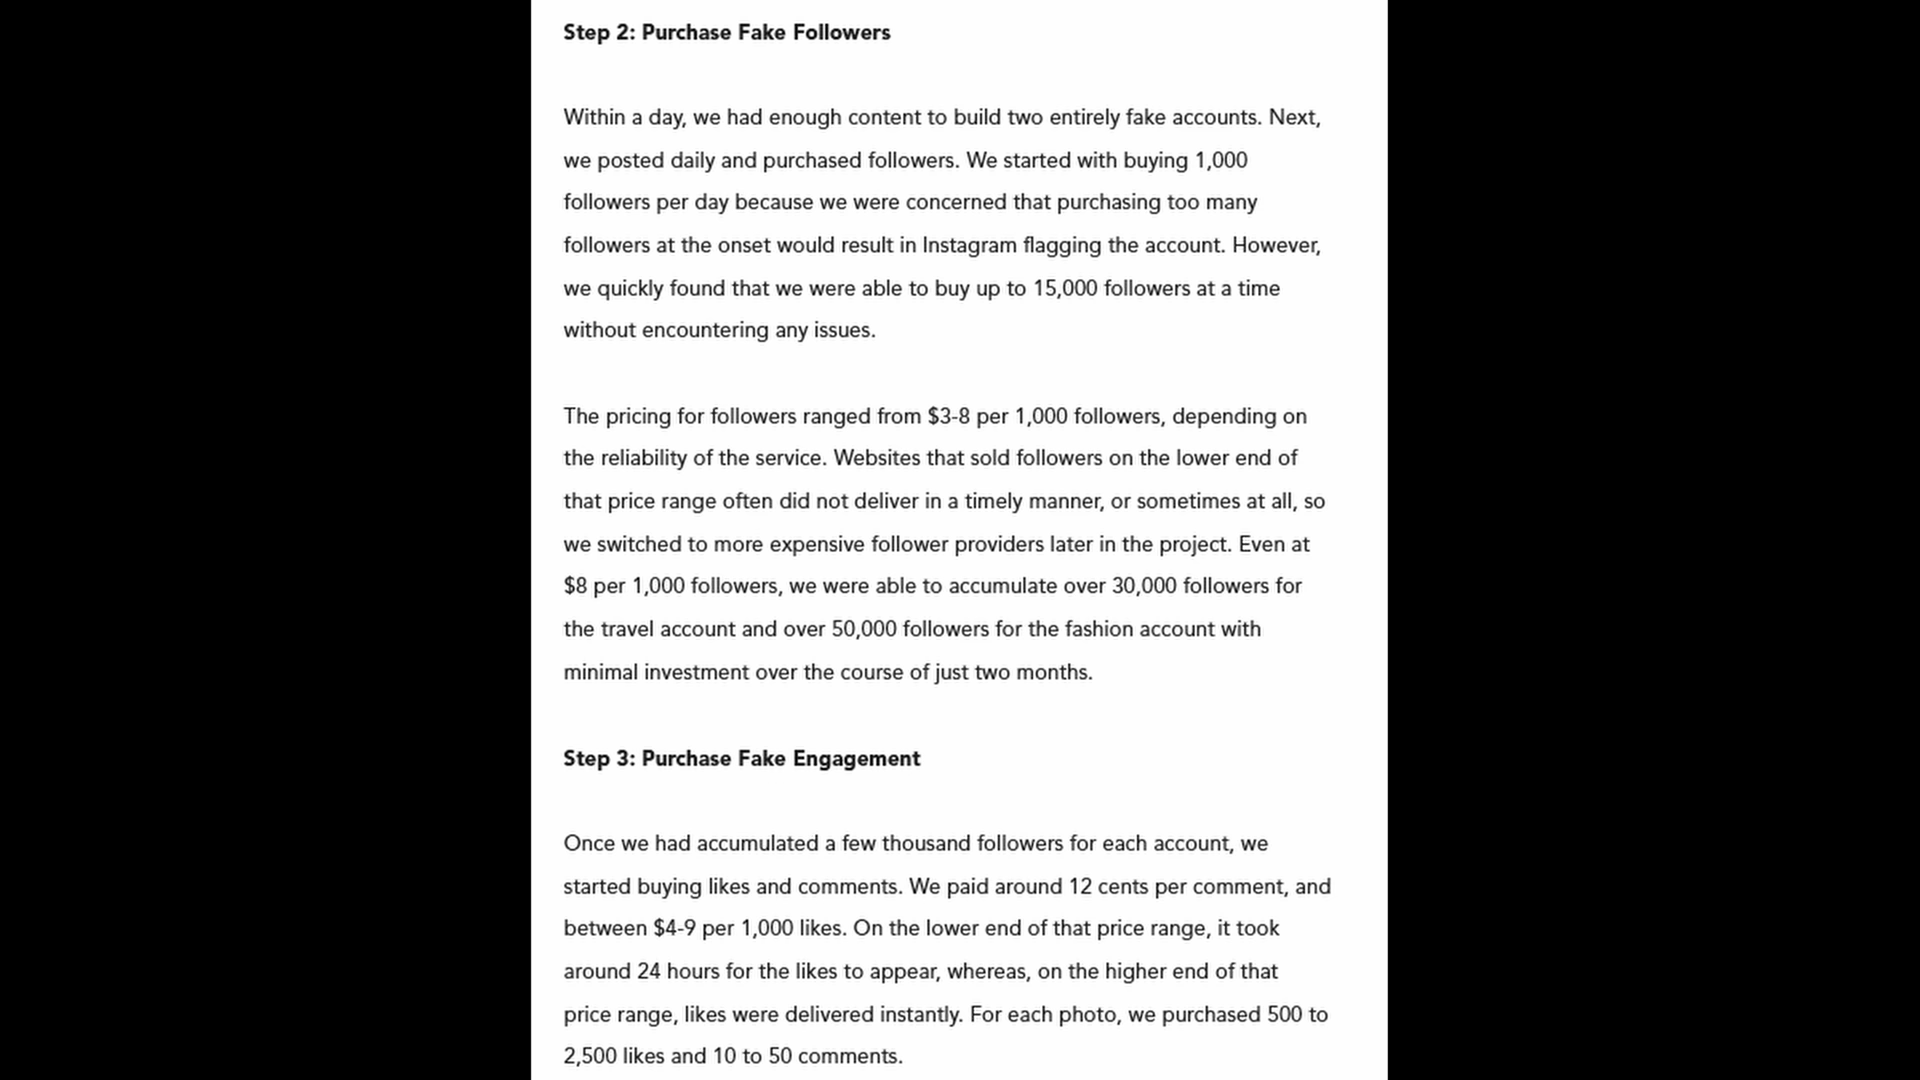 Step 2: Purchase Fake Followers
Within a day, we had enough content to build two entirely fake accounts. Next,
we posted daily and purchased followers. We started with buying 1,000
followers per day because we were concerned that purchasing too many
followers at the onset would result in Instagram flagging the account. However,
we quickly found that we were able to buy up to 15,000 followers at a time
without encountering any issues.
The pricing for followers ranged from $3-8 per 1,000 followers, depending on
the reliability of the service. Websites that sold followers on the lower end of
that price range often did not deliver in a timely manner, or sometimes at all, so
we switched to more expensive follower providers later in the project. Even at
$8 per 1,000 followers, we were able to accumulate over 30,000 followers for
the travel account and over 50,000 followers for the fashion account with
minimal investment over the course of just two months.
Step 3: Purchase Fake Engagement
Once we had accumulated a few thousand followers for each account, we
started buying likes and comments. We paid around 12 cents per comment, and
between $4-9 per 1,000 likes. On the lower end of that price range, it took
around 24 hours for the likes to appear, whereas, on the higher end of that
price range, likes were delivered instantly. For each photo, we purchased 500 to
2,500 likes and 10 to 50 comments.